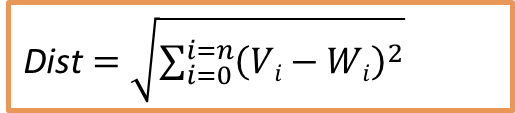 Dist = √∑_{i=0}^{i=n}(V_i − W_i)²